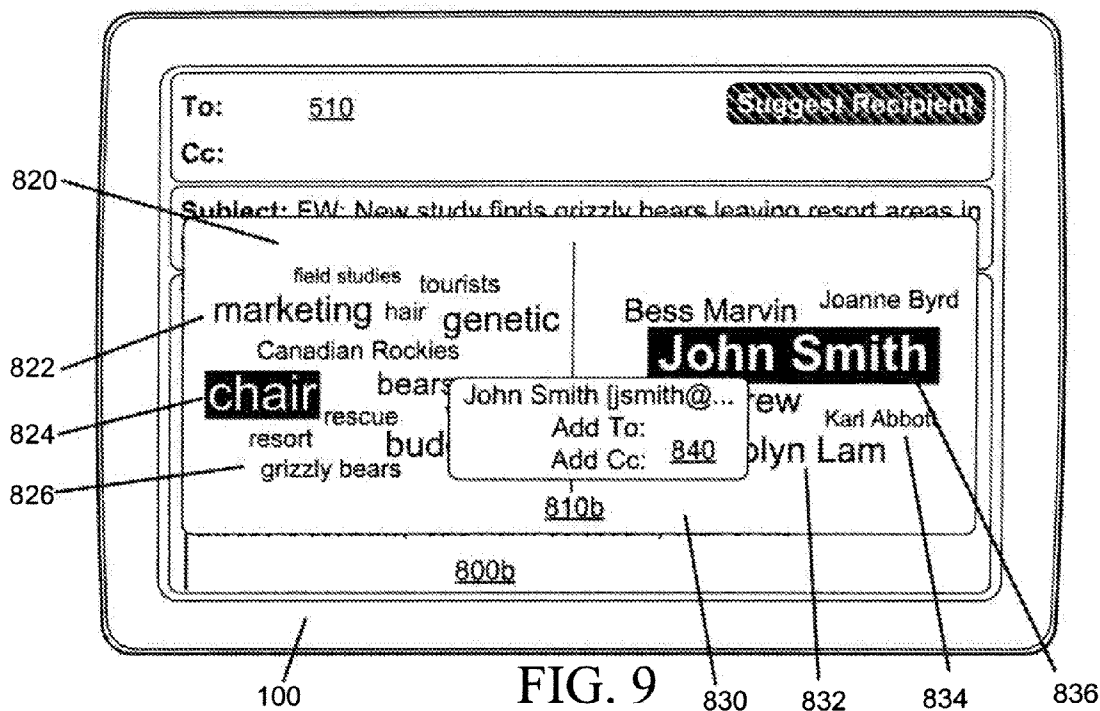 To: 510 Suggest Recipient
Cc:
820
Subject: FW: New study finds grizzly bears leaving resort areas in
field studies tourists
marketing hair genetic
Bess Marvin Joanne Byrd
822
Canadian Rockies
John Smith
chair bears
John Smith [jsmith@...
rew
824
rescue
Add To:
Karl Abbott
resort bud
Add Cc: 840
olyn Lam
826
grizzly bears
810b
800b
100
FIG. 9
830 832 834 836